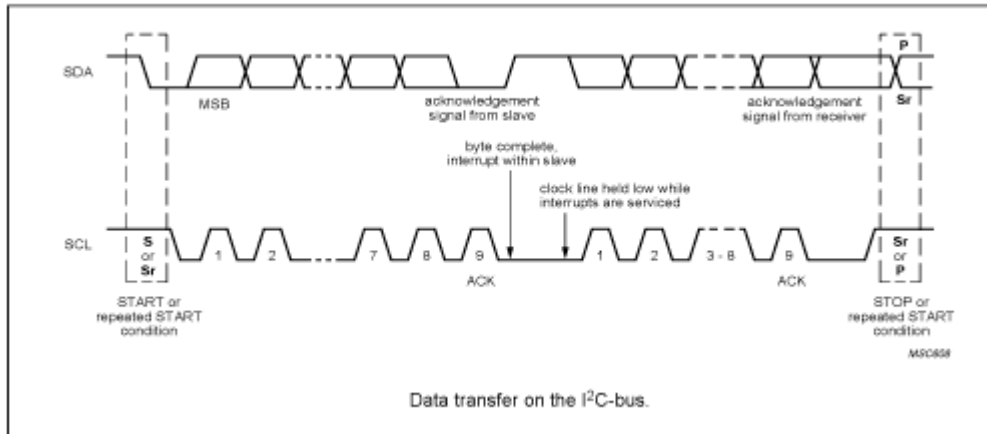 P
SDA
MSB
acknowledgement
signal from slave
acknowledgement
signal from receiver
Sr
byte complete,
interrupt within slave
clock line held low while
interrupts are serviced
SCL
S
or
Sr
1
2
7
8
9
1
2
3 - 8
9
Sr
or
P
ACK
ACK
START or
repeated START
condition
STOP or
repeated START
condition
MSC608
Data transfer on the I²C-bus.